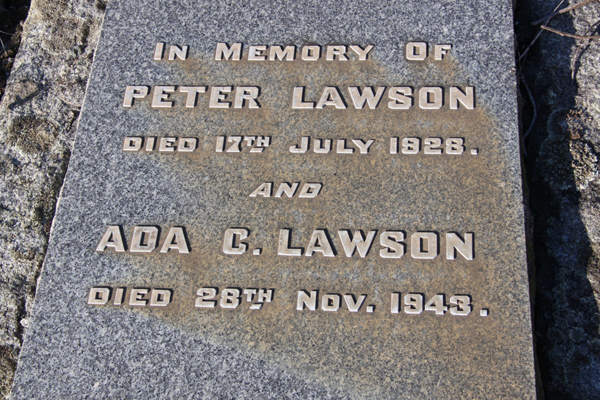 In Memory Of
Peter Lawson
Died 17th July 1928.
And
Ada C. Lawson
Died 28th Nov. 1943.